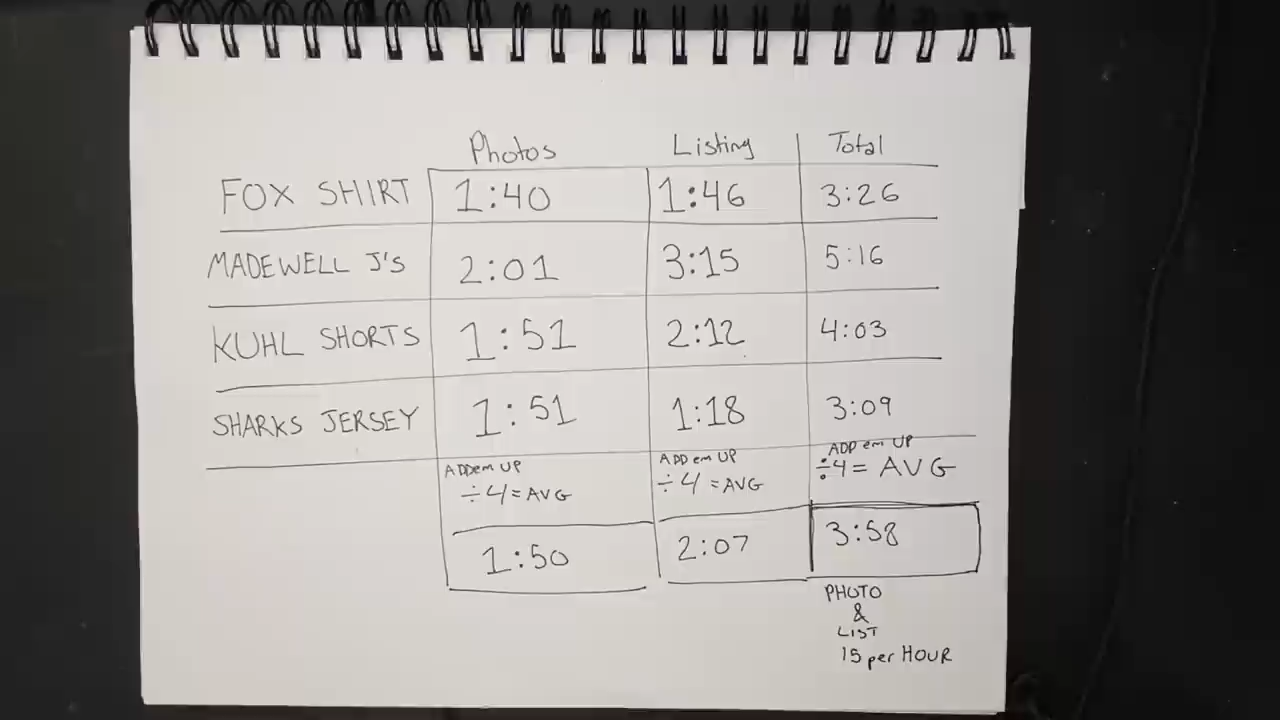 Photos Listing Total
FOX SHIRT 1:40 1:46 3:26
MADEWELL J's 2:01 3:15 5:16
KUHL SHORTS 1:51 2:12 4:03
SHARKS JERSEY 1:51 1:18 3:09
ADD em UP ADD em UP ADD em UP
÷4=AVG ÷4=AVG ÷4=AVG
1:50 2:07 3:58
PHOTO
&
LIST
15 per HOUR